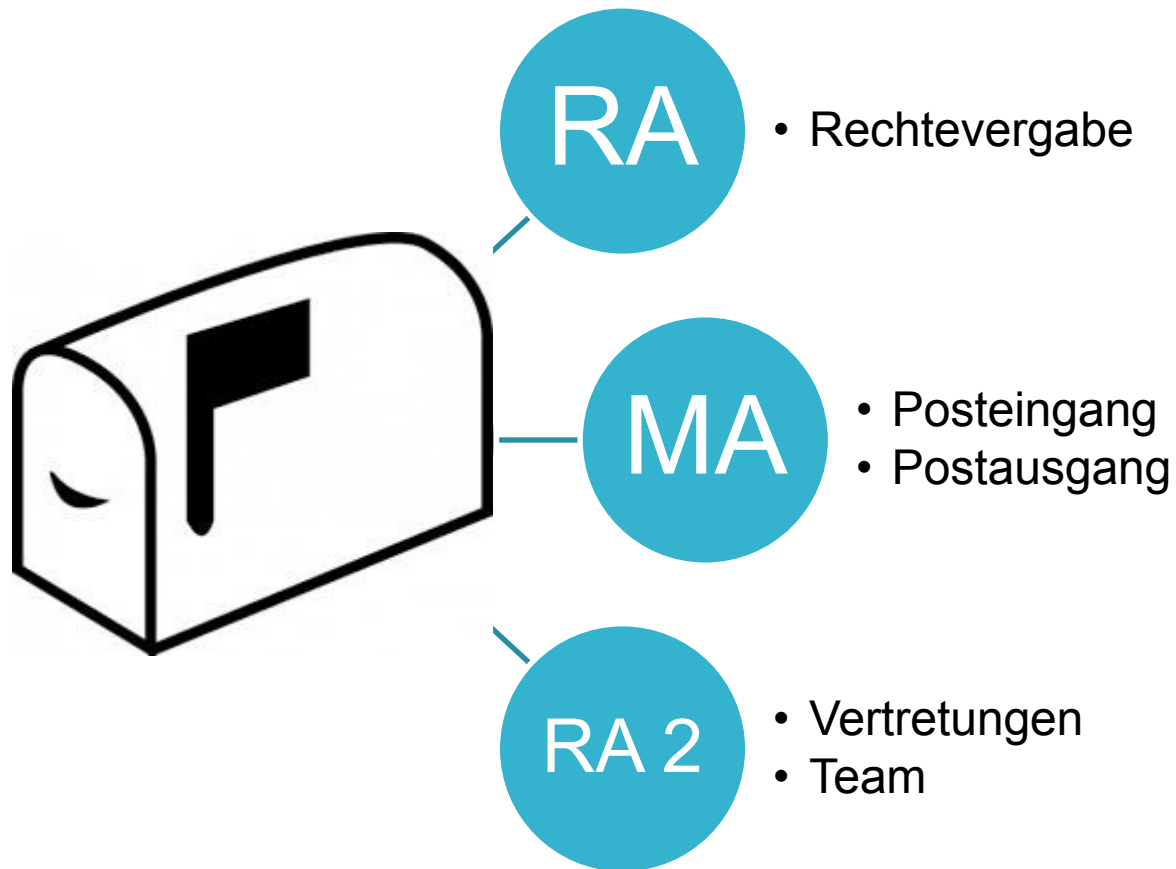 RA
• Rechtevergabe
MA
• Posteingang
• Postausgang
RA 2
• Vertretungen
• Team